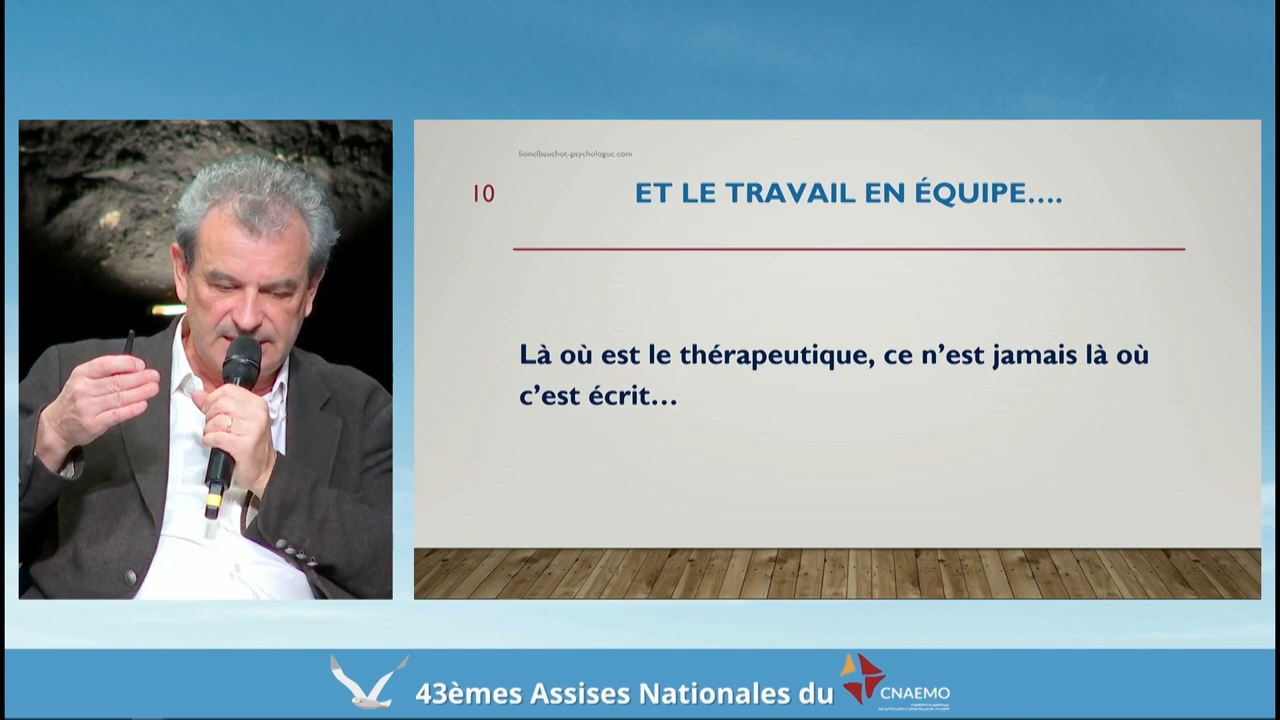 lionelbauchot-psychologue.com
10
ET LE TRAVAIL EN ÉQUIPE....
Là où est le thérapeutique, ce n’est jamais là où
c’est écrit…
43èmes Assises Nationales du
CNAEMO